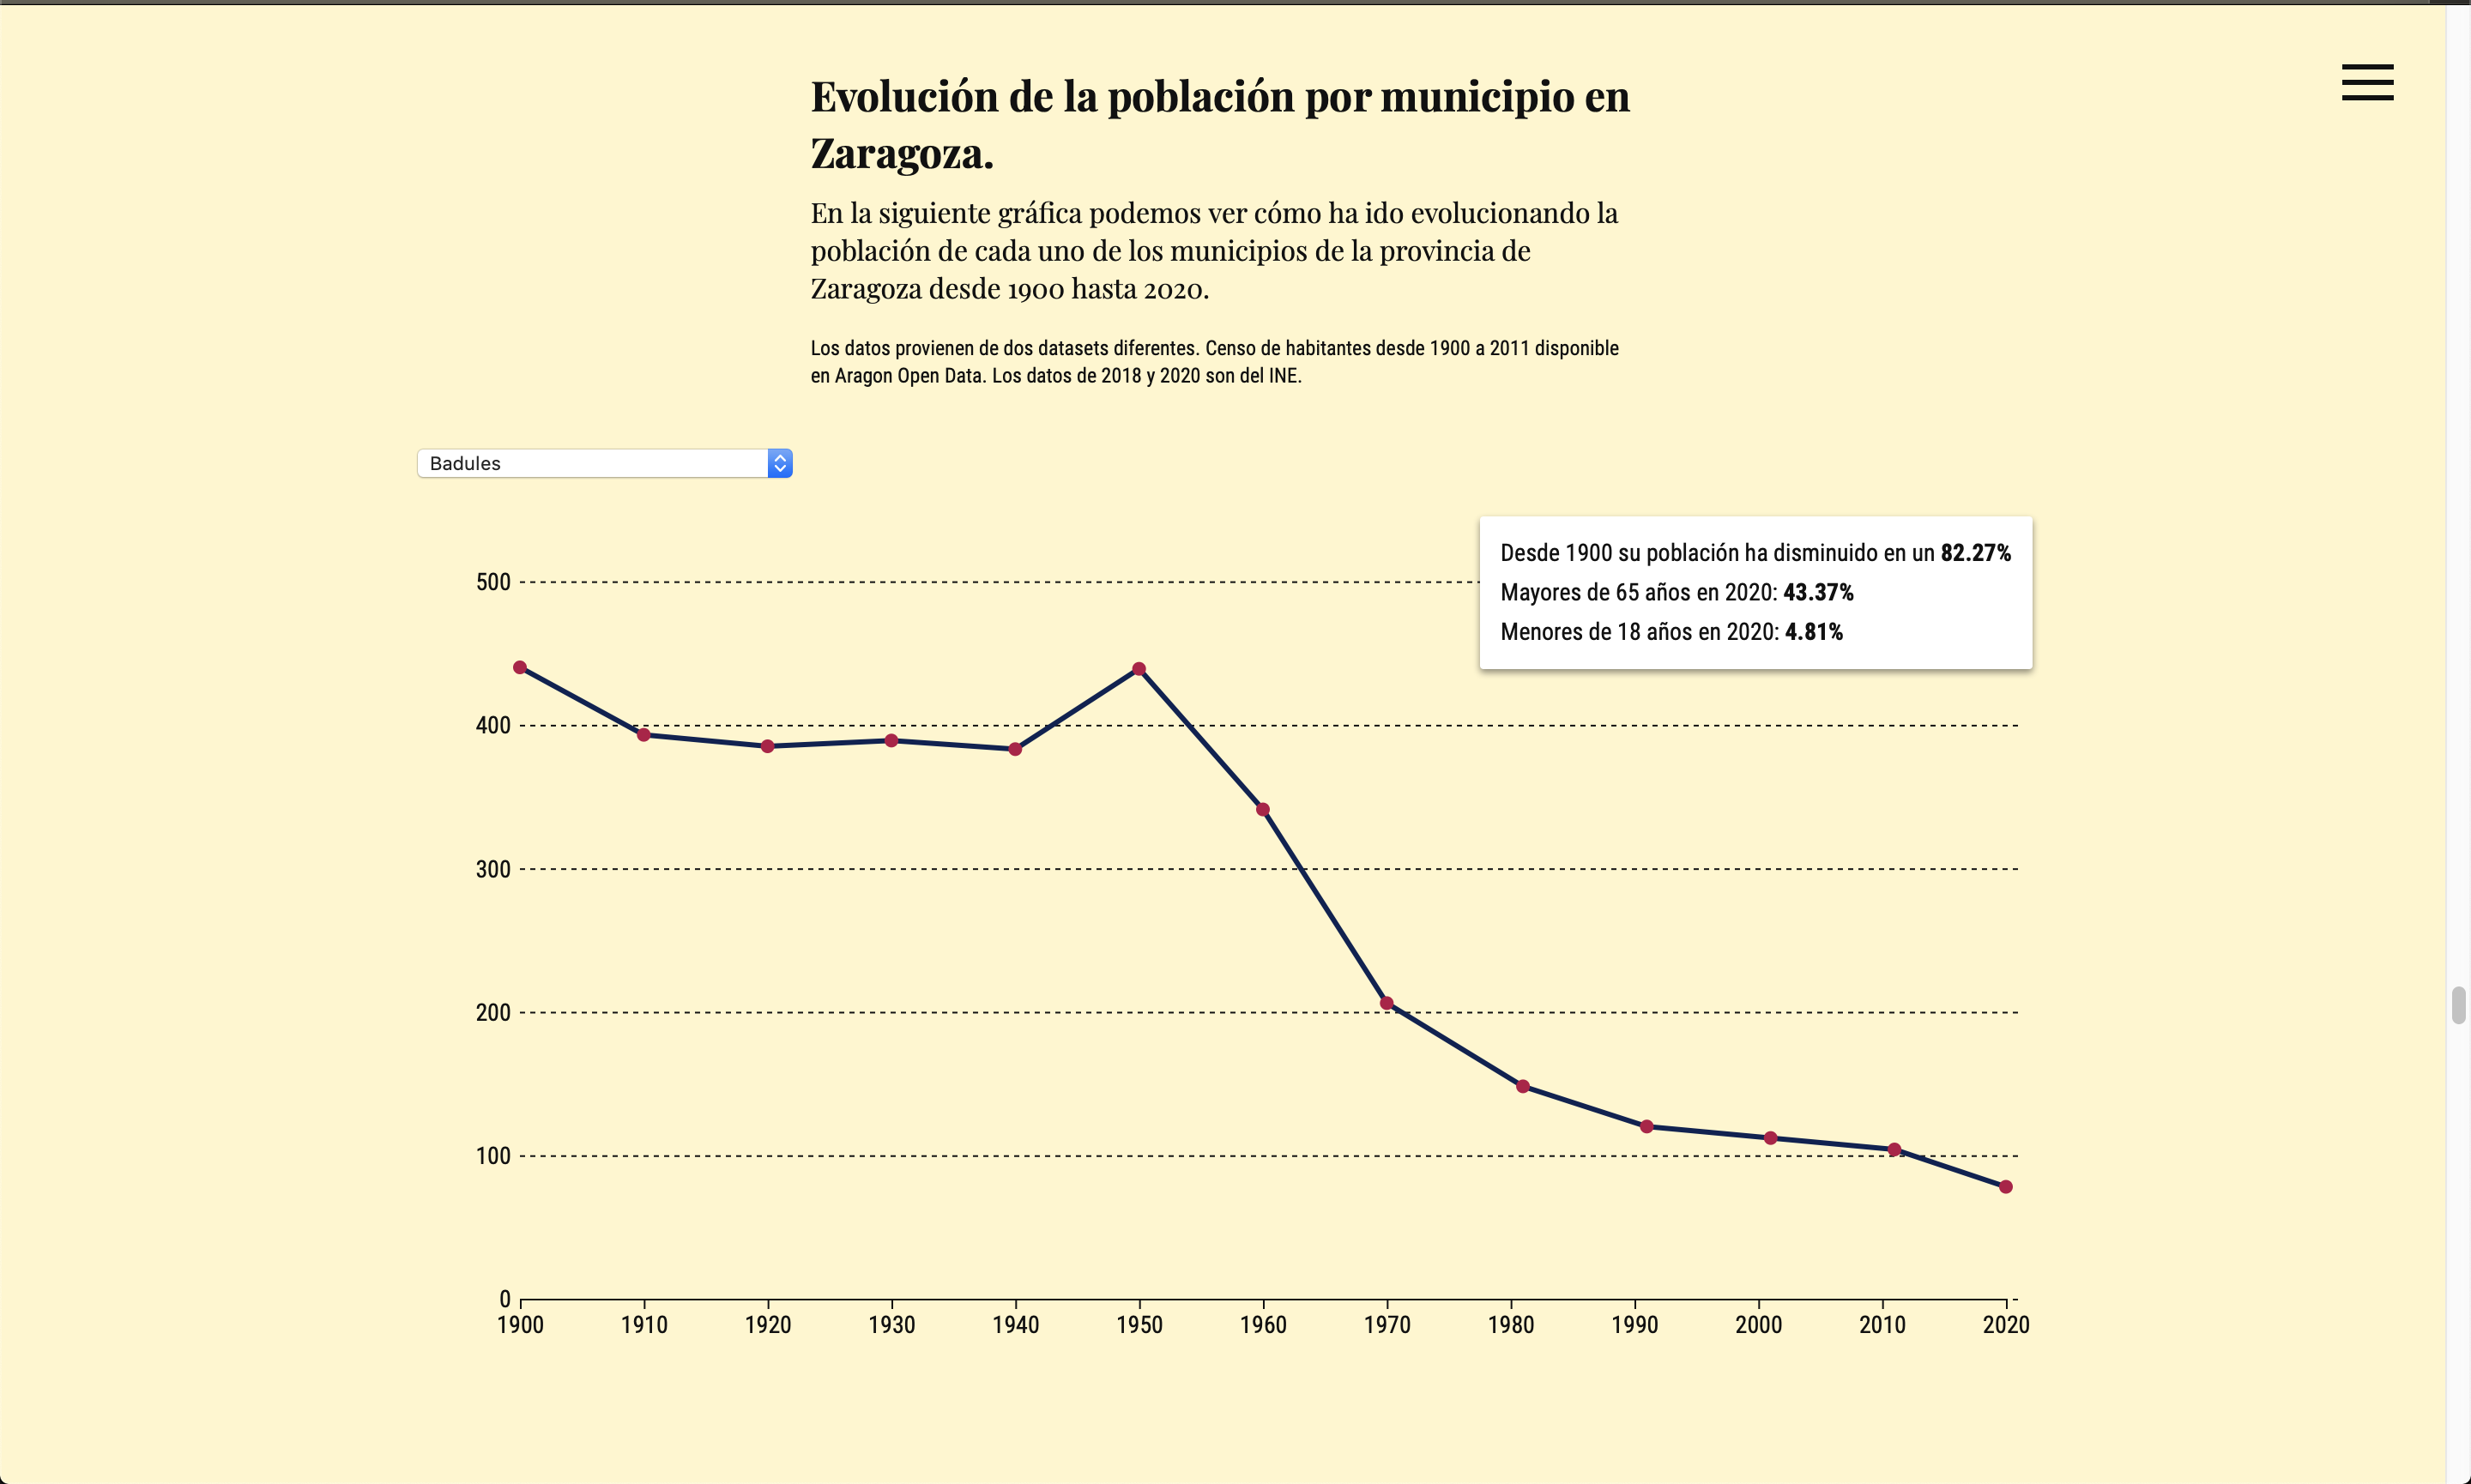 Evolución de la población por municipio en
Zaragoza.
En la siguiente gráfica podemos ver cómo ha ido evolucionando la
población de cada uno de los municipios de la provincia de
Zaragoza desde 1900 hasta 2020.
Los datos provienen de dos datasets diferentes. Censo de habitantes desde 1900 a 2011 disponible
en Aragon Open Data. Los datos de 2018 y 2020 son del INE.
Badules
Desde 1900 su población ha disminuido en un 82.27%
Mayores de 65 años en 2020: 43.37%
Menores de 18 años en 2020: 4.81%
500
400
300
200
100
0
1900 1910 1920 1930 1940 1950 1960 1970 1980 1990 2000 2010 2020